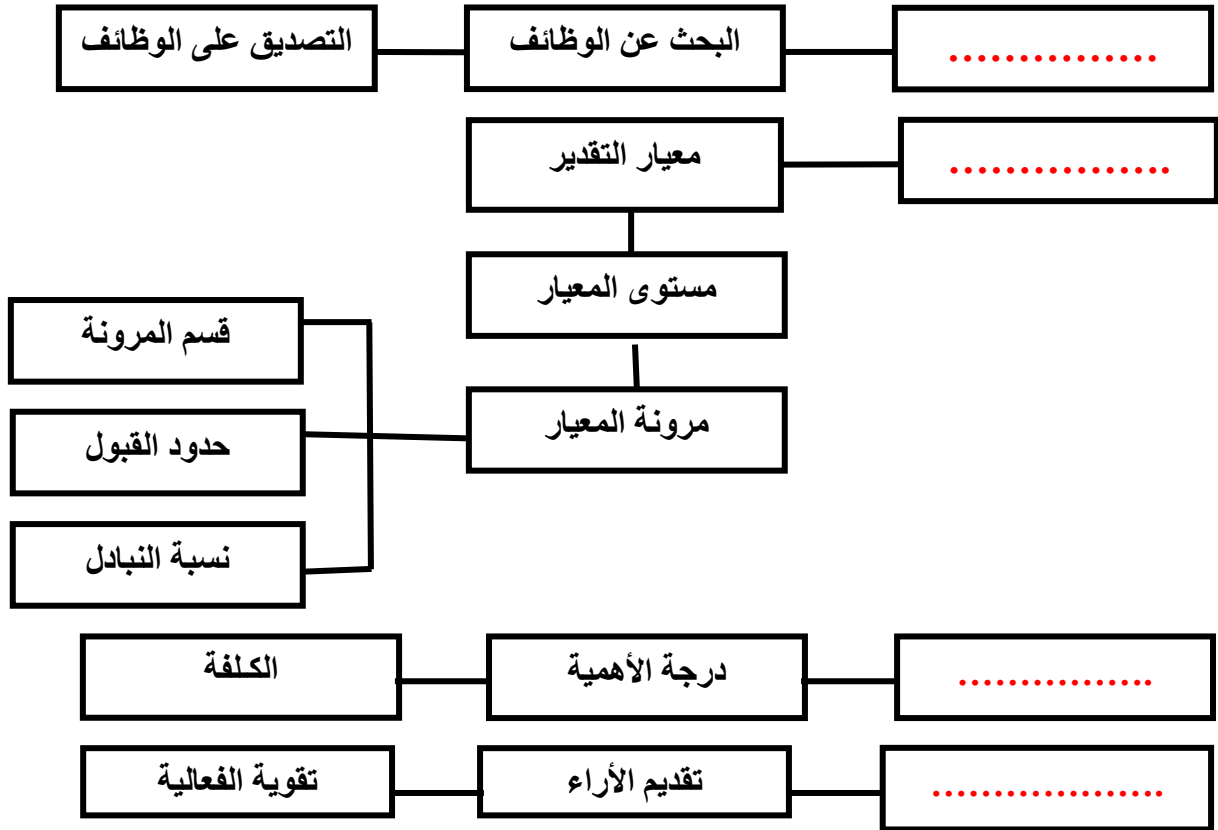 ............... البحث عن الوظائف التصديق على الوظائف
................ معيار التقدير
مستوى المعيار
قسم المرونة
مرونة المعيار
حدود القبول
نسبة النبادل
................ درجة الأهمية الكلفة
.................. تقديم الأراء تقوية الفعالية